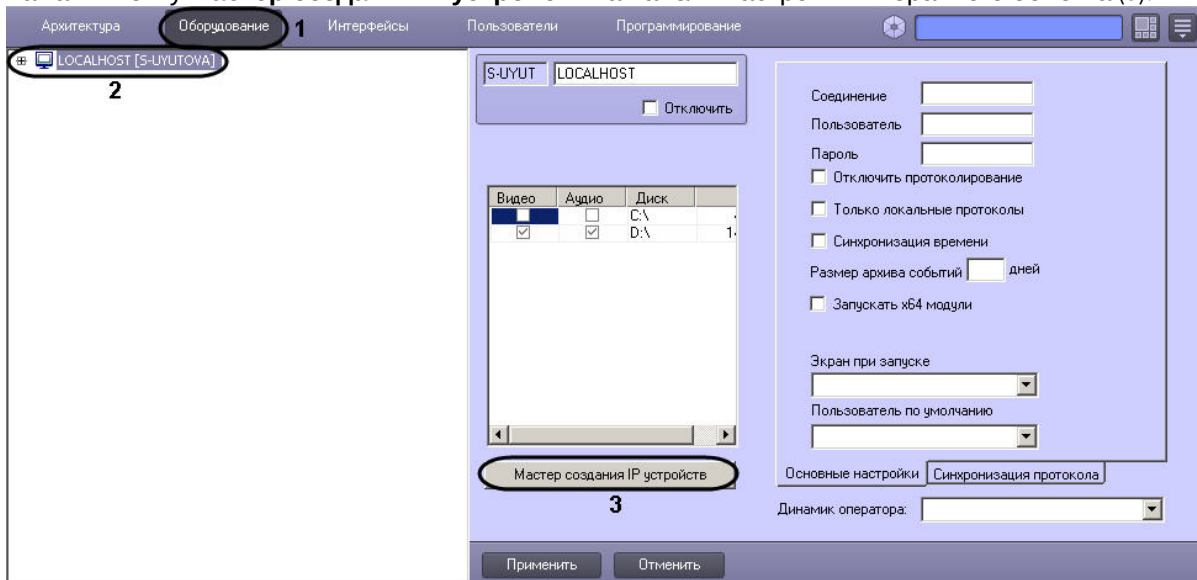 Архитектура Оборудование 1 Интерфейсы Пользователи Программирование
LOCALHOST [S-UYUTOVA]
2
S-UYUT LOCALHOST
Отключить
Видео Аудио Диск
C:\
D:\ 1
Мастер создания IP устройств
3
Соединение
Пользователь
Пароль
Отключить протоколирование
Только локальные протоколы
Синхронизация времени
Размер архива событий дней
Запускать x64 модули
Экран при запуске
Пользователь по умолчанию
Основные настройки Синхронизация протокола
Динамик оператора:
Применить Отменить